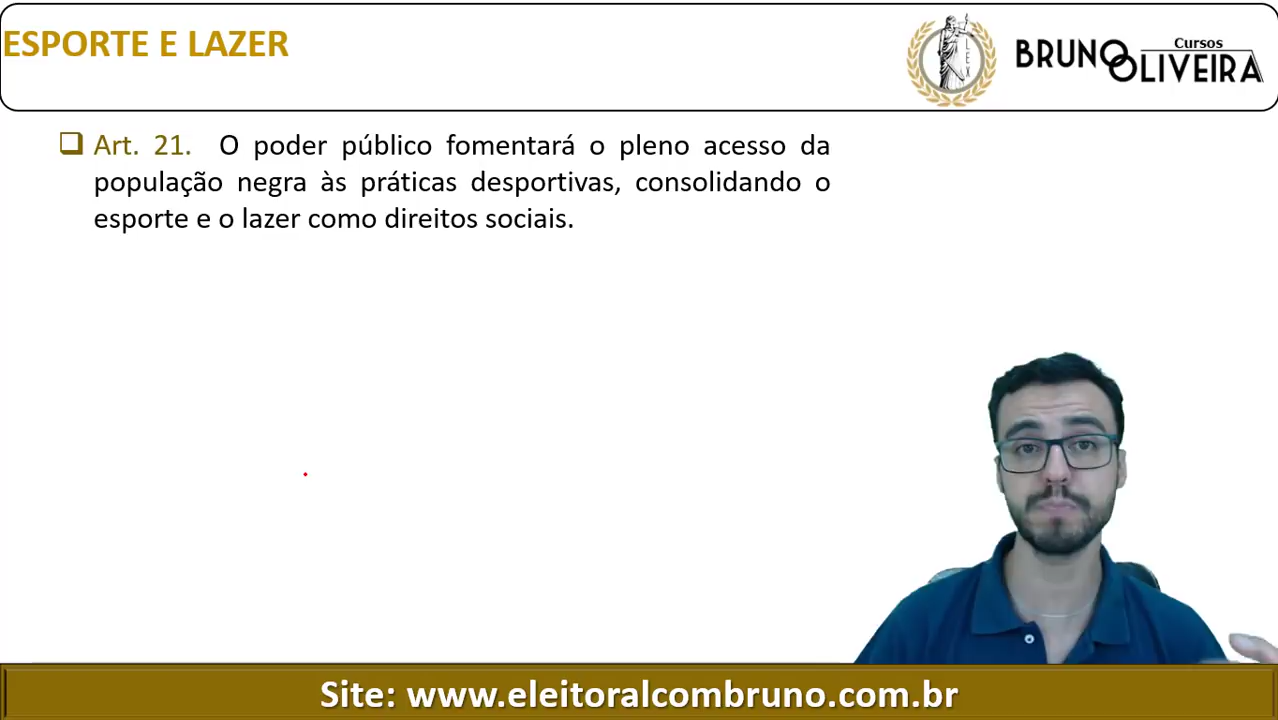 ESPORTE E LAZER
LEX
Cursos
BRUNO
OLIVEIRA
Art. 21. O poder público fomentará o pleno acesso da
população negra às práticas desportivas, consolidando o
esporte e o lazer como direitos sociais.
Site: www.eleitoralcombruno.com.br